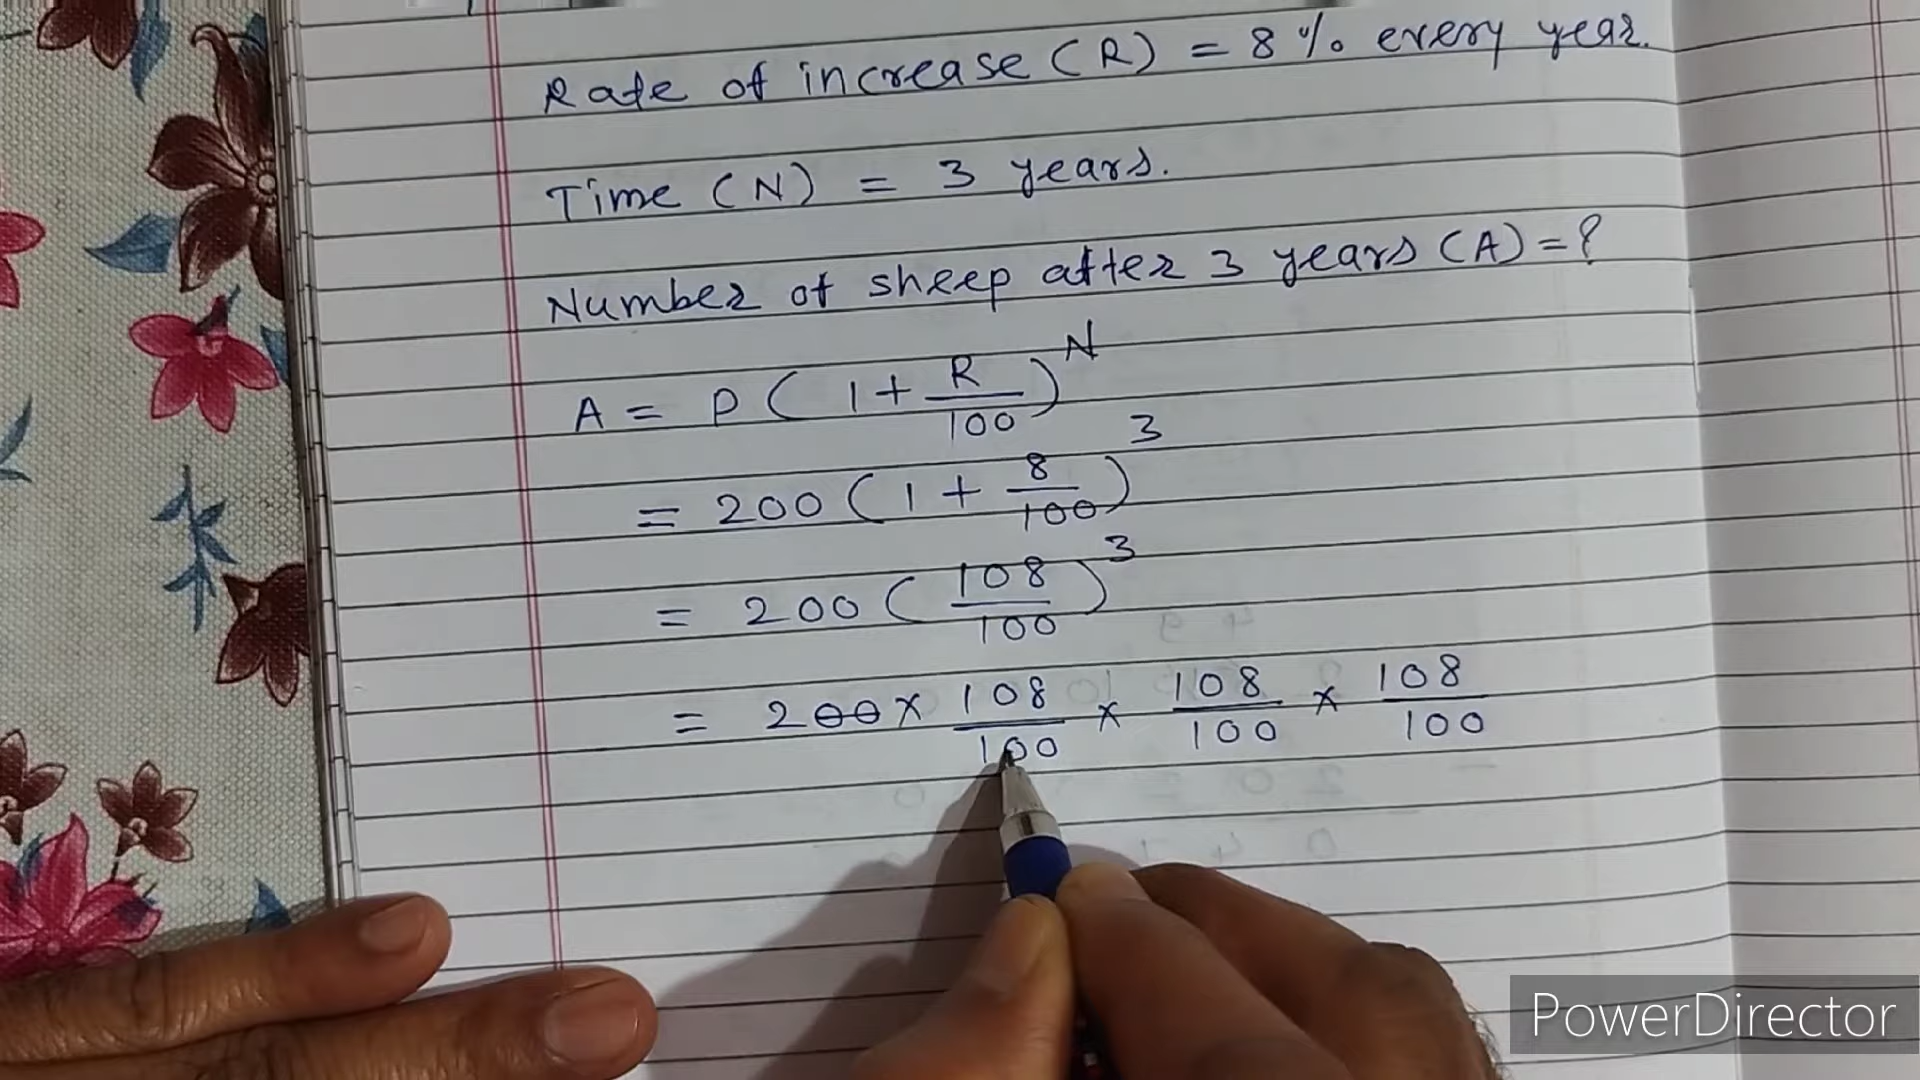 Rate of increase (R) = 8% every year.
Time (N) = 3 years.
Number of sheep after 3 years (A) = ?
A = P ( 1 + R/100 )^N
= 200 ( 1 + 8/100 )^3
= 200 ( 108/100 )^3
= 200 × 108/100 × 108/100 × 108/100
PowerDirector